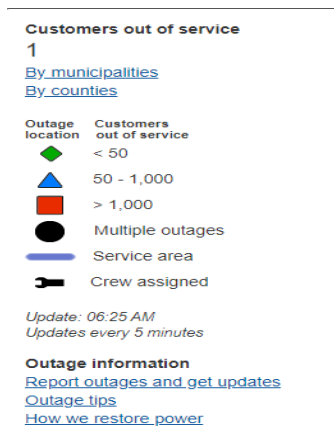 Customers out of service
1
By municipalities
By counties
Outage location Customers out of service
< 50
50 - 1,000
> 1,000
Multiple outages
Service area
Crew assigned
Update: 06:25 AM
Updates every 5 minutes
Outage information
Report outages and get updates
Outage tips
How we restore power